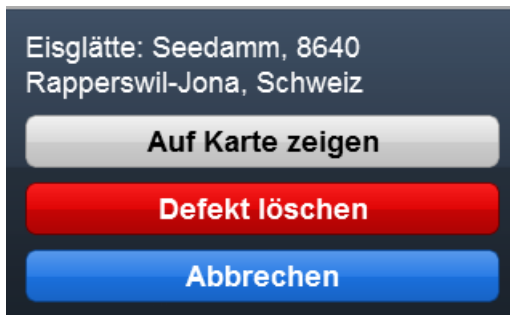 Eisglätte: Seedamm, 8640
Rapperswil-Jona, Schweiz
Auf Karte zeigen
Defekt löschen
Abbrechen